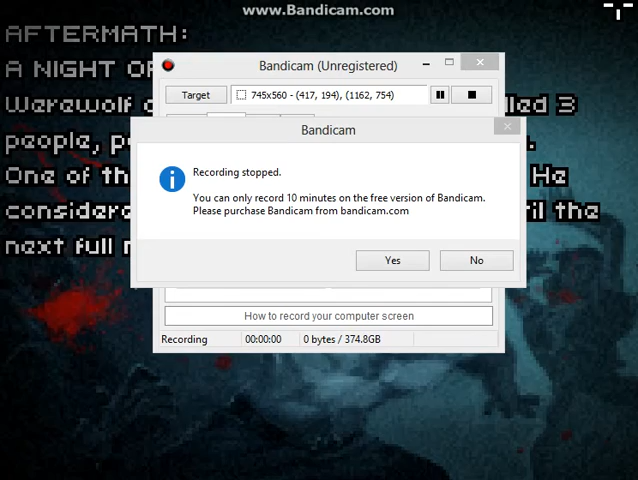 www.Bandicam.com
AFTERMATH:
A NIGHT OF
Werewolf
lled 3
people, p
One of th
He
considere
il the
next full
Bandicam (Unregistered)
Target
745x560 - (417, 194), (1162, 754)
Bandicam
Recording stopped.
You can only record 10 minutes on the free version of Bandicam.
Please purchase Bandicam from bandicam.com
Yes
No
How to record your computer screen
Recording
00:00:00
0 bytes / 374.8GB